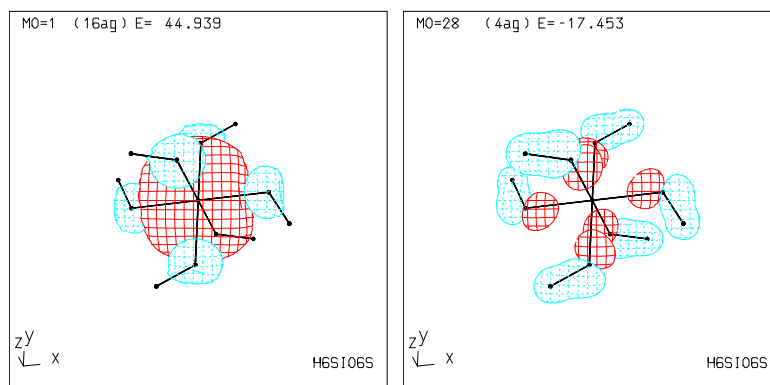 MO=1 (16ag) E= 44.939
z y
x
H6SIO6S
MO=28 (4ag) E=-17.453
z y
x
H6SIO6S